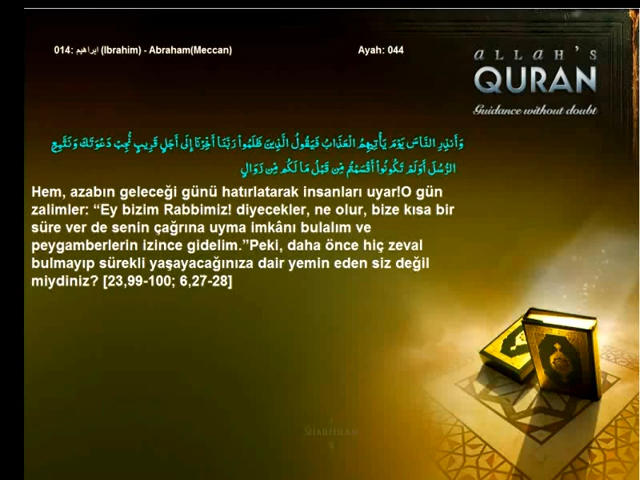 014: ابراهيم (Ibrahim) - Abraham(Meccan)
Ayah: 044
ALLAH'S
QURAN
Guidance without doubt
وَأَنذِرِ النَّاسَ يَوْمَ يَأْتِيهِمُ الْعَذَابُ فَيَقُولُ الَّذِينَ ظَلَمُواْ رَبَّنَا أَخِّرْنَا إِلَى أَجَلٍ قَرِيبٍ نُّجِبْ دَعْوَتَكَ وَنَتَّبِعِ
الرُّسُلَ أَوَلَمْ تَكُونُواْ أَقْسَمْتُم مِّن قَبْلُ مَا لَكُم مِّن زَوَالٍ
Hem, azabın geleceği günü hatırlatarak insanları uyar!O gün
zalimler: “Ey bizim Rabbimiz! diyecekler, ne olur, bize kısa bir
süre ver de senin çağrına uyma imkânı bulalım ve
peygamberlerin izince gidelim.”Peki, daha önce hiç zeval
bulmayıp sürekli yaşayacağınıza dair yemin eden siz değil
miydiniz? [23,99-100; 6,27-28]